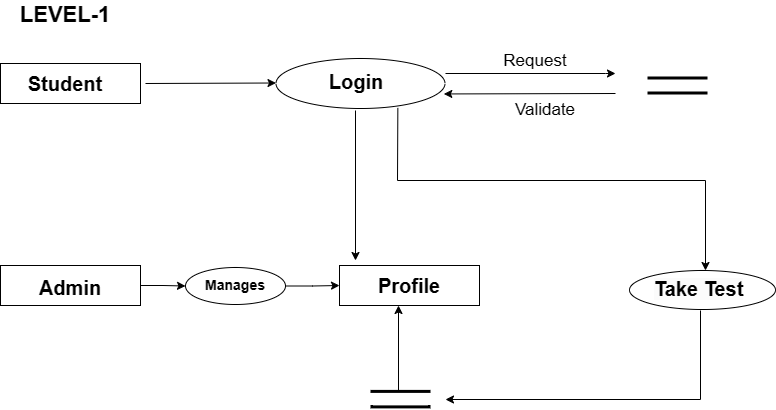 LEVEL-1
Student
Login
Request
Validate
Admin
Manages
Profile
Take Test